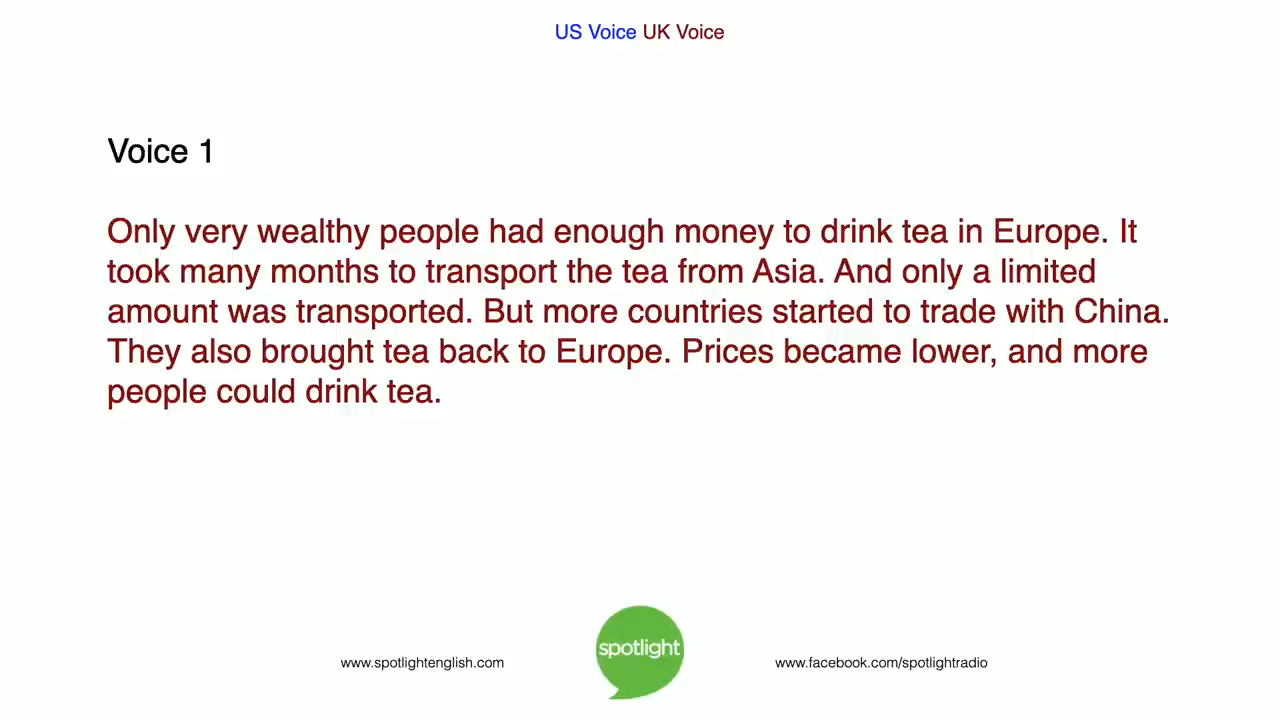 US Voice UK Voice
Voice 1
Only very wealthy people had enough money to drink tea in Europe. It
took many months to transport the tea from Asia. And only a limited
amount was transported. But more countries started to trade with China.
They also brought tea back to Europe. Prices became lower, and more
people could drink tea.
www.spotlightenglish.com
spotlight
www.facebook.com/spotlightradio